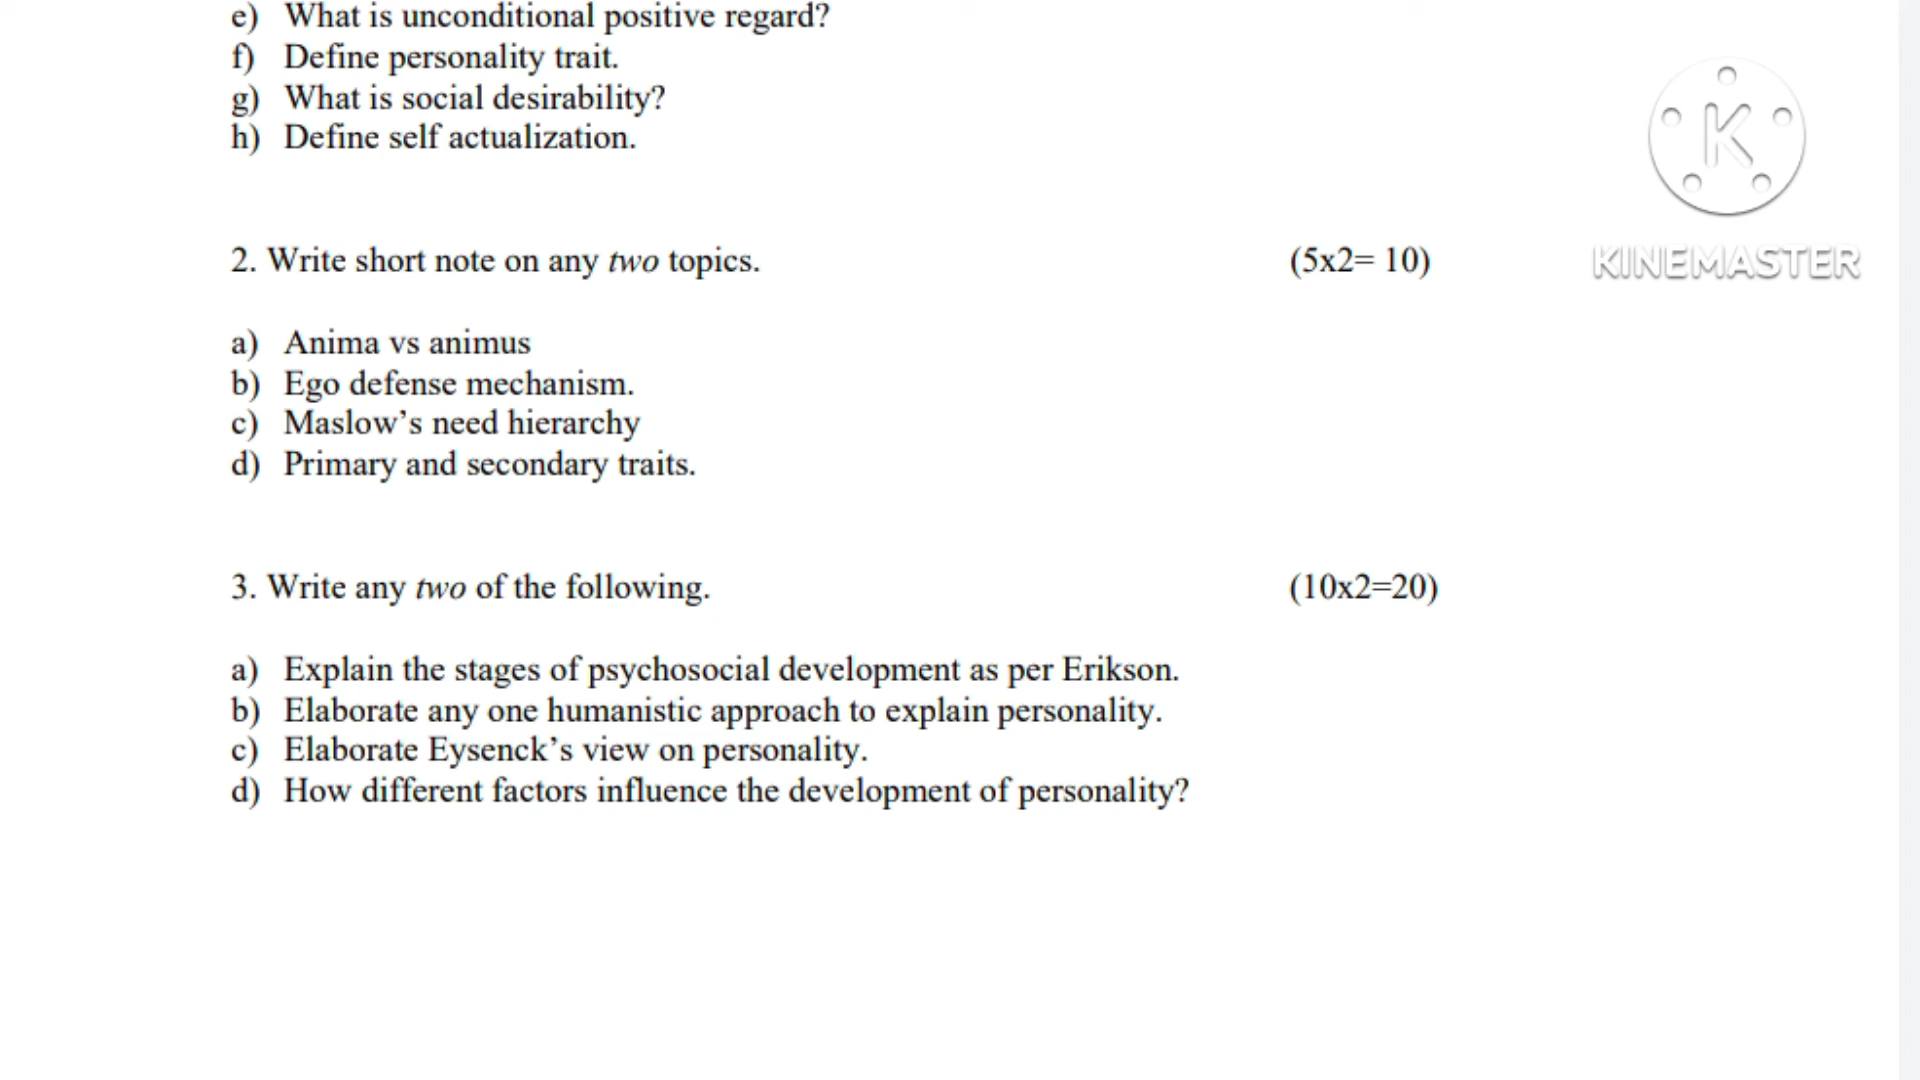 e) What is unconditional positive regard?
f) Define personality trait.
g) What is social desirability?
h) Define self actualization.
K
KINEMASTER
2. Write short note on any two topics. (5x2= 10)
a) Anima vs animus
b) Ego defense mechanism.
c) Maslow’s need hierarchy
d) Primary and secondary traits.
3. Write any two of the following. (10x2=20)
a) Explain the stages of psychosocial development as per Erikson.
b) Elaborate any one humanistic approach to explain personality.
c) Elaborate Eysenck’s view on personality.
d) How different factors influence the development of personality?